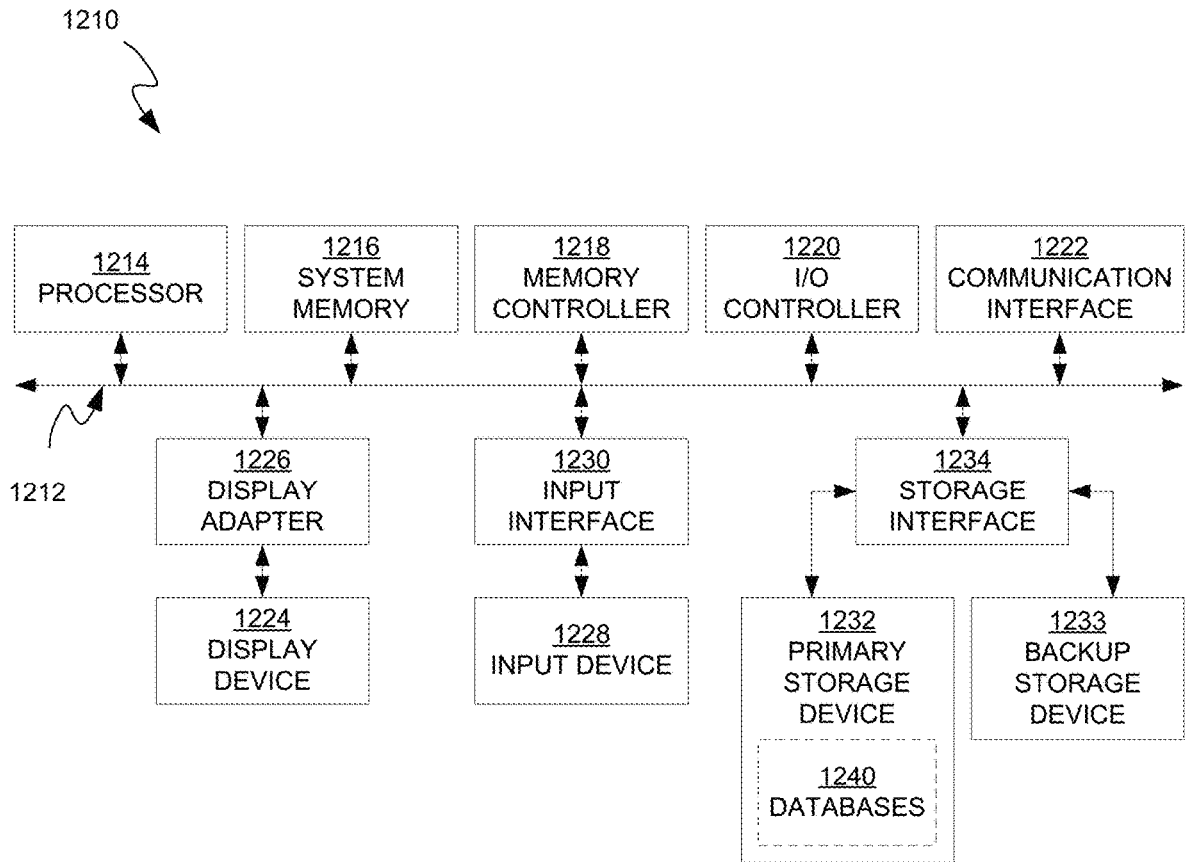 1210
1214
PROCESSOR
1216
SYSTEM
MEMORY
1218
MEMORY
CONTROLLER
1220
I/O
CONTROLLER
1222
COMMUNICATION
INTERFACE
1212
1226
DISPLAY
ADAPTER
1230
INPUT
INTERFACE
1234
STORAGE
INTERFACE
1224
DISPLAY
DEVICE
1228
INPUT DEVICE
1232
PRIMARY
STORAGE
DEVICE
1240
DATABASES
1233
BACKUP
STORAGE
DEVICE